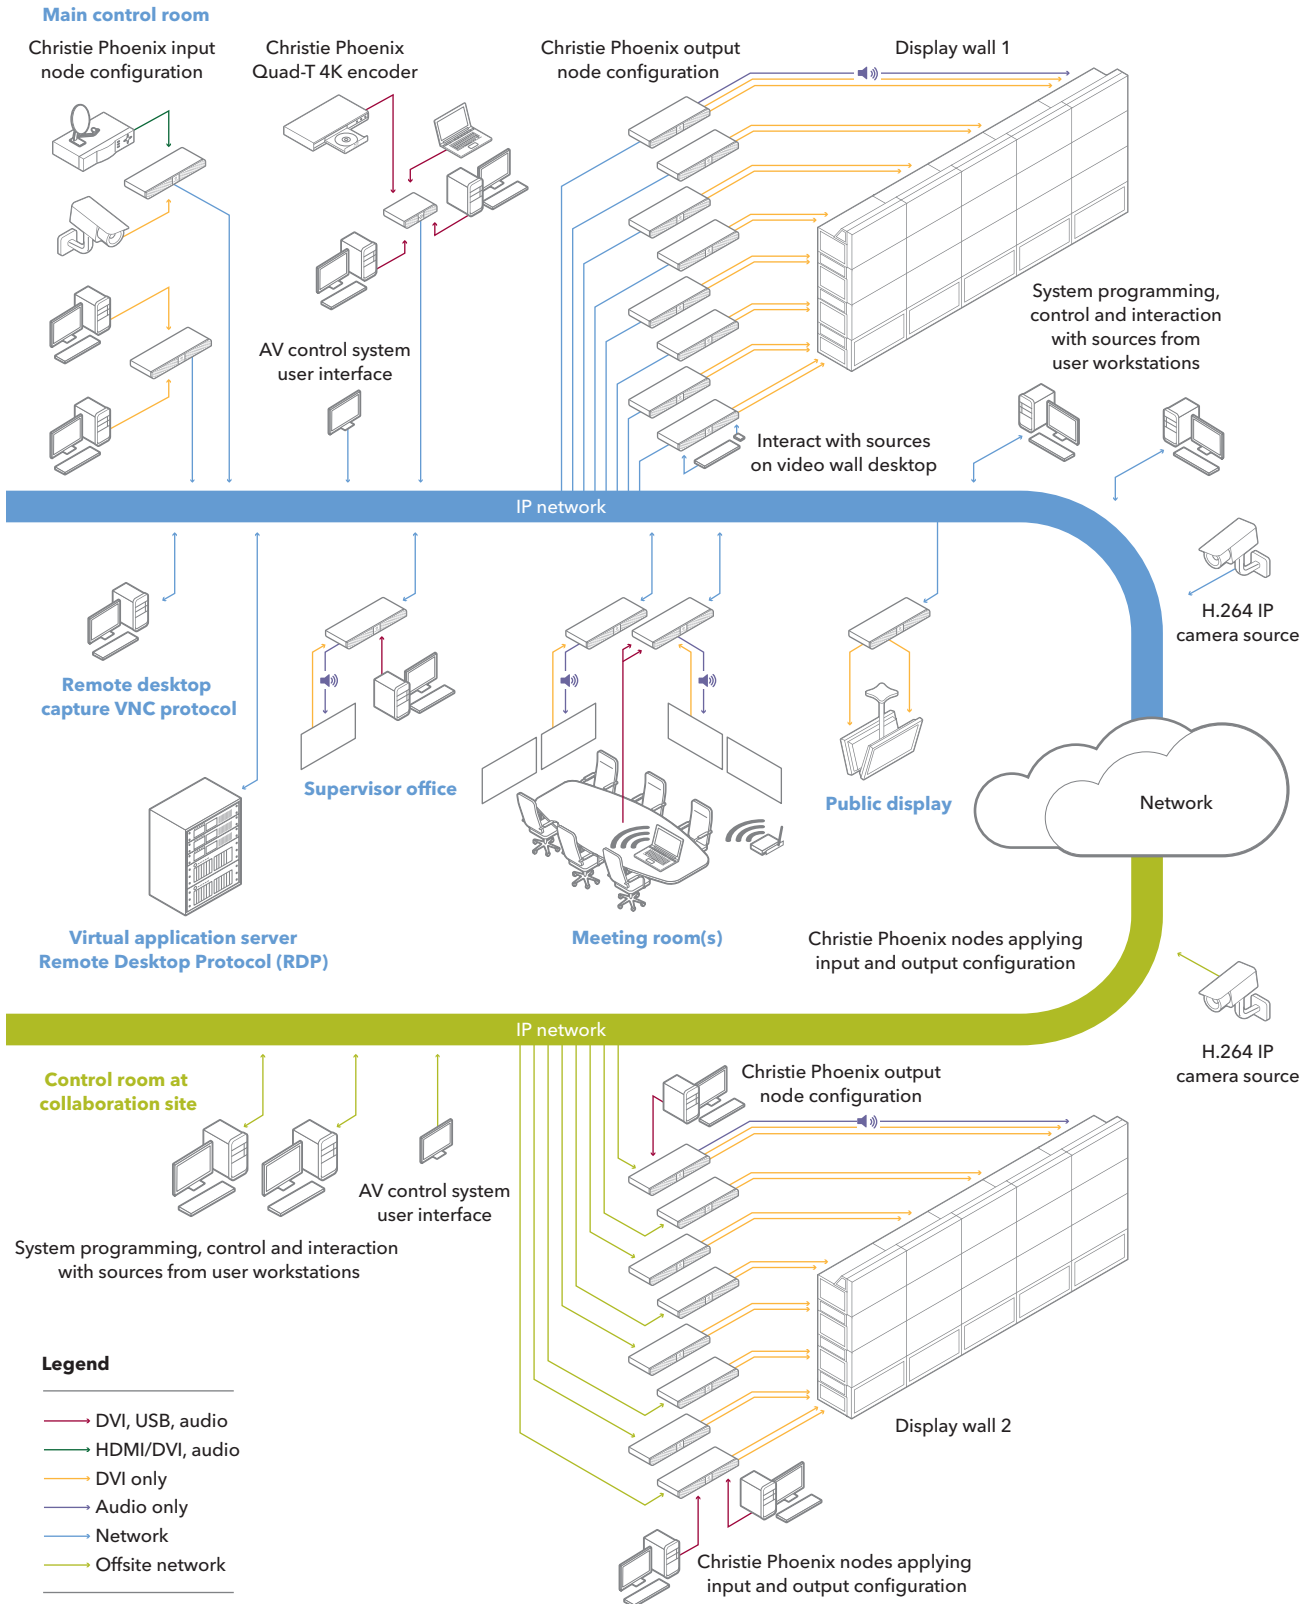 Main control room
Christie Phoenix input
node configuration
Christie Phoenix
Quad-T 4K encoder
Christie Phoenix output
node configuration
Display wall 1
System programming,
control and interaction
with sources from
user workstations
AV control system
user interface
Interact with sources
on video wall desktop
IP network
H.264 IP
camera source
Remote desktop
capture VNC protocol
Supervisor office
Public display
Network
Virtual application server
Remote Desktop Protocol (RDP)
Meeting room(s)
Christie Phoenix nodes applying
input and output configuration
IP network
H.264 IP
camera source
Control room at
collaboration site
Christie Phoenix output
node configuration
AV control system
user interface
System programming, control and interaction
with sources from user workstations
Display wall 2
Legend
DVI, USB, audio
HDMI/DVI, audio
DVI only
Audio only
Network
Offsite network
Christie Phoenix nodes applying
input and output configuration